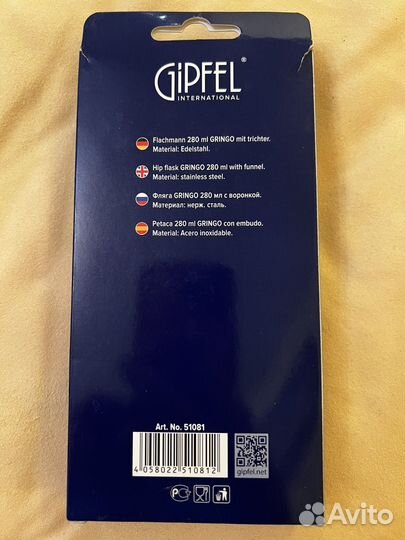 GiPFEL®
INTERNATIONAL
Flachmann 280 ml GRINGO mit trichter.
Material: Edelstahl.
Hip flask GRINGO 280 ml with funnel.
Material: stainless steel.
Фляга GRINGO 280 мл с воронкой.
Материал: нерж. сталь.
Petaca 280 ml GRINGO con embudo.
Material: Acero inoxidable.
Art. No. 51081
4 058022 510812
gipfel.net
Avito